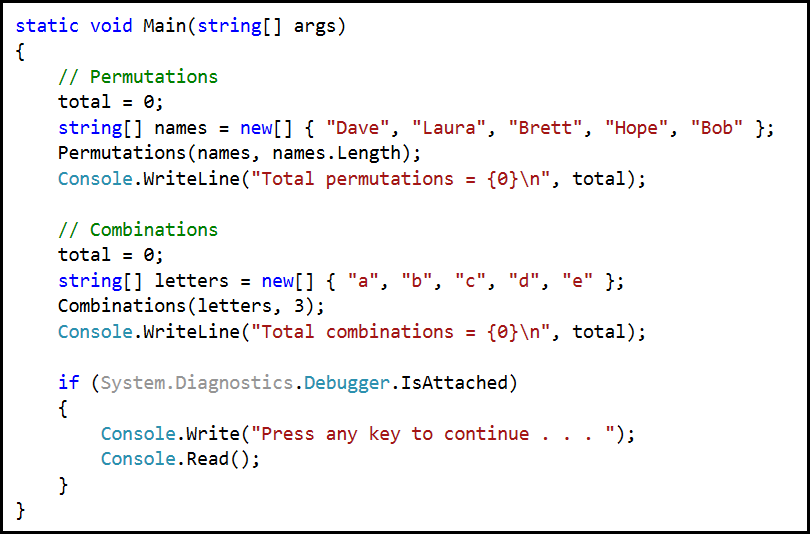 static void Main(string[] args)
{
    // Permutations
    total = 0;
    string[] names = new[] { "Dave", "Laura", "Brett", "Hope", "Bob" };
    Permutations(names, names.Length);
    Console.WriteLine("Total permutations = {0}\n", total);

    // Combinations
    total = 0;
    string[] letters = new[] { "a", "b", "c", "d", "e" };
    Combinations(letters, 3);
    Console.WriteLine("Total combinations = {0}\n", total);

    if (System.Diagnostics.Debugger.IsAttached)
    {
        Console.Write("Press any key to continue . . . ");
        Console.Read();
    }
}